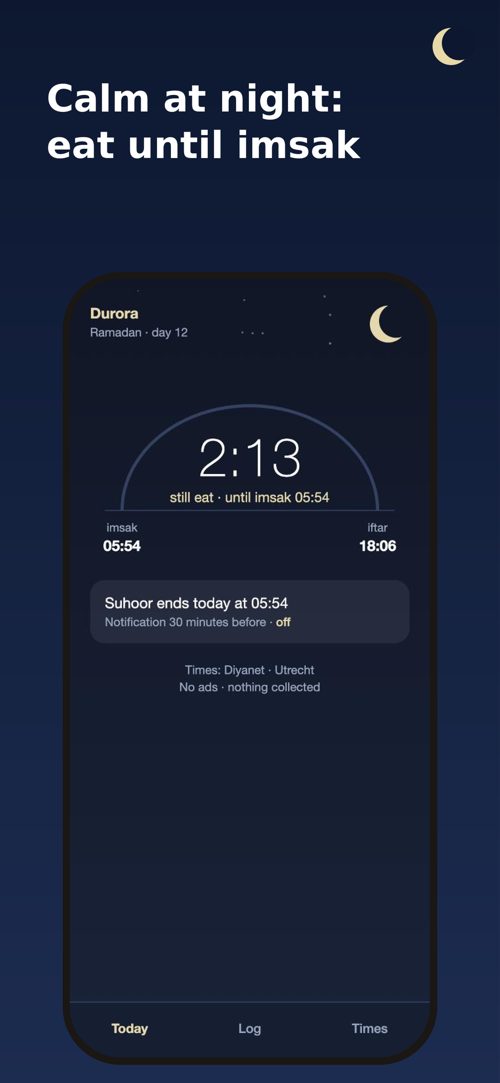 Calm at night:
eat until imsak
Durora
Ramadan · day 12
2:13
still eat · until imsak 05:54
imsak
iftar
05:54
18:06
Suhoor ends today at 05:54
Notification 30 minutes before · off
Times: Diyanet · Utrecht
No ads · nothing collected
Today
Log
Times